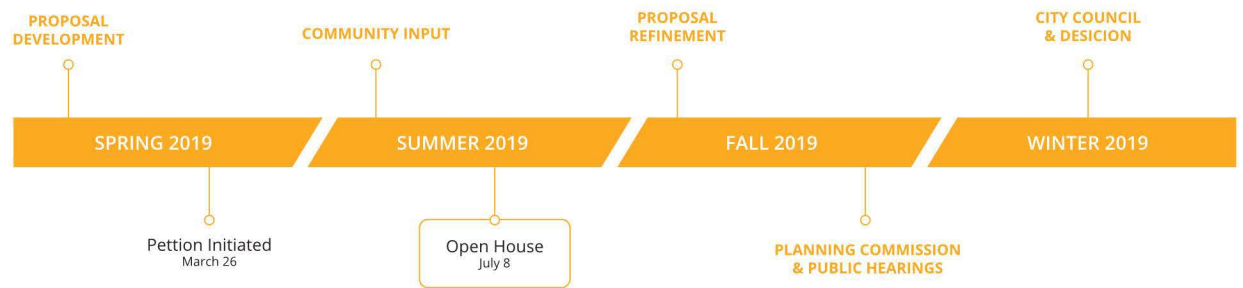 PROPOSAL
DEVELOPMENT
COMMUNITY INPUT
PROPOSAL
REFINEMENT
CITY COUNCIL
& DESICION
SPRING 2019
SUMMER 2019
FALL 2019
WINTER 2019
Pettion Initiated
March 26
Open House
July 8
PLANNING COMMISSION
& PUBLIC HEARINGS